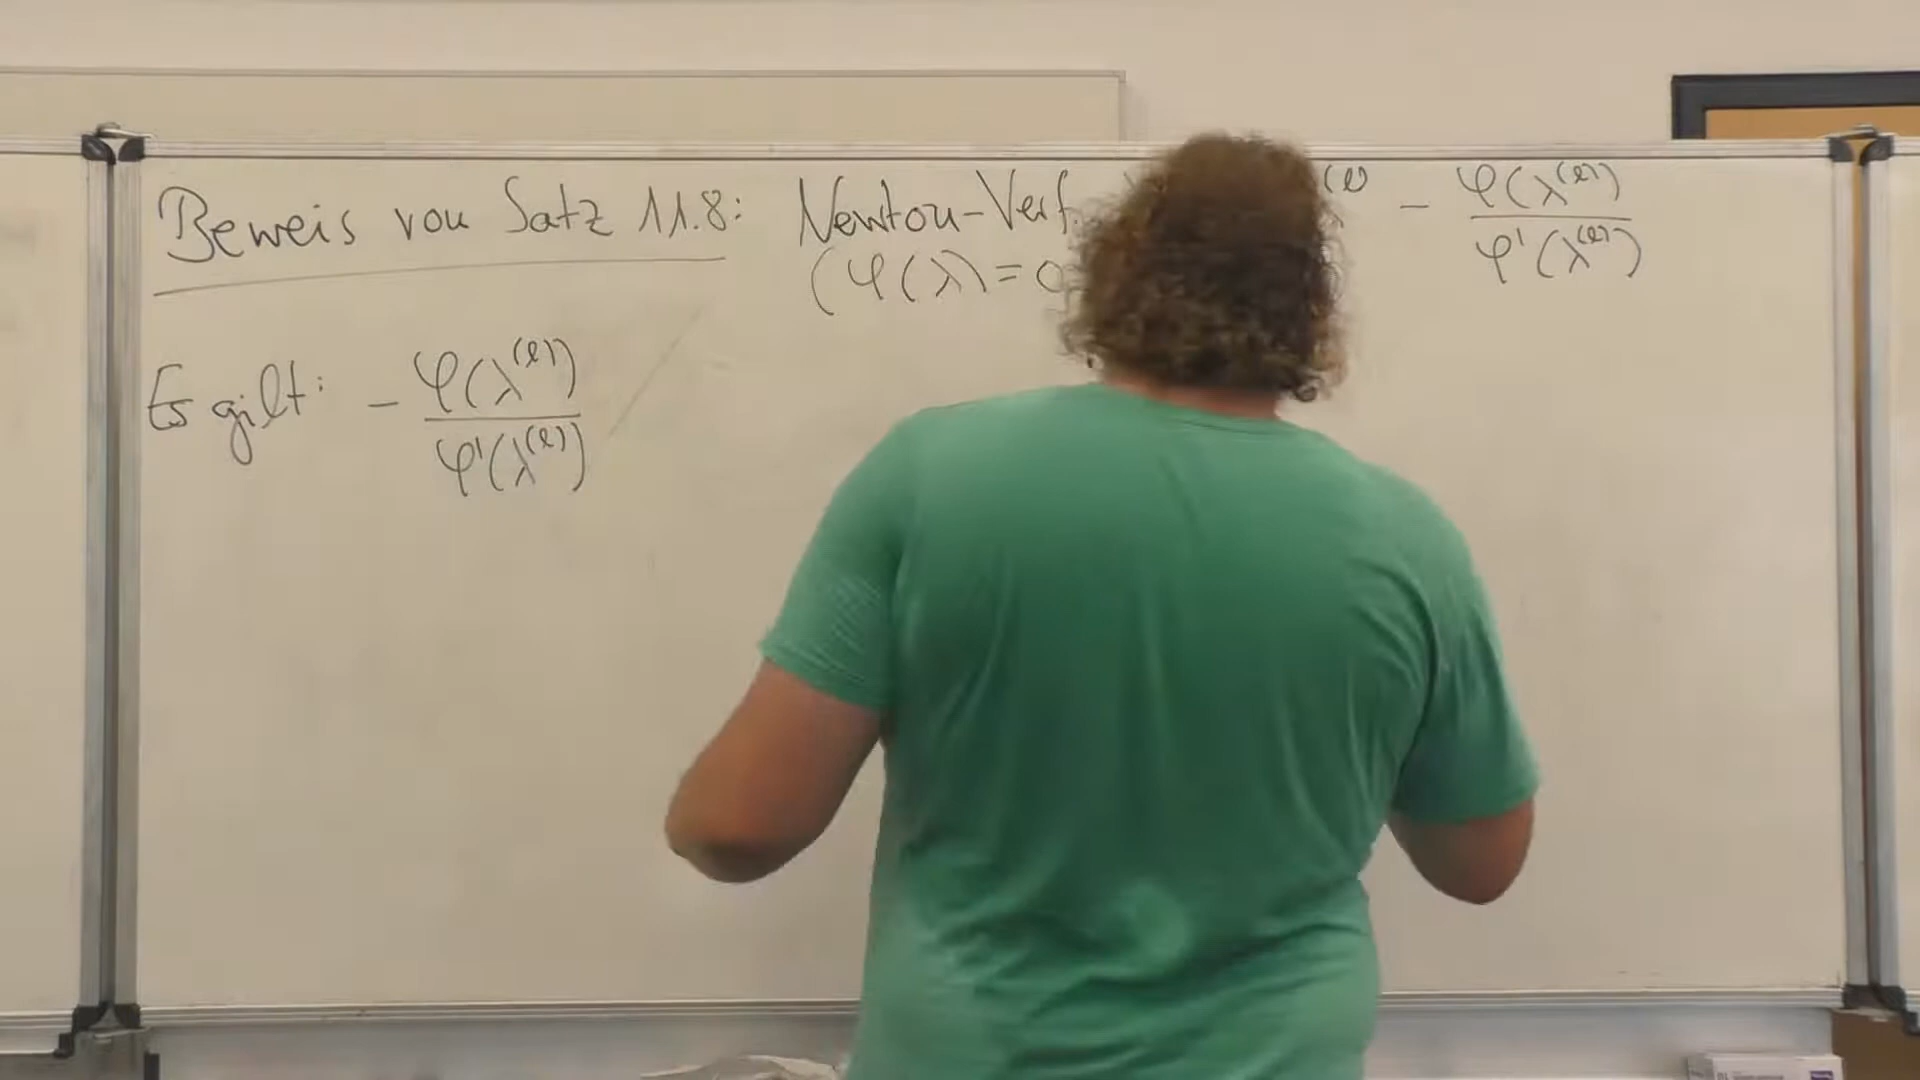 Beweis von Satz 11.8: Newton-Verf. λ^(ℓ) - φ(λ^(ℓ)) / φ'(λ^(ℓ))
(φ(λ) = 0
Es gilt: - φ(λ^(ℓ)) / φ'(λ^(ℓ))